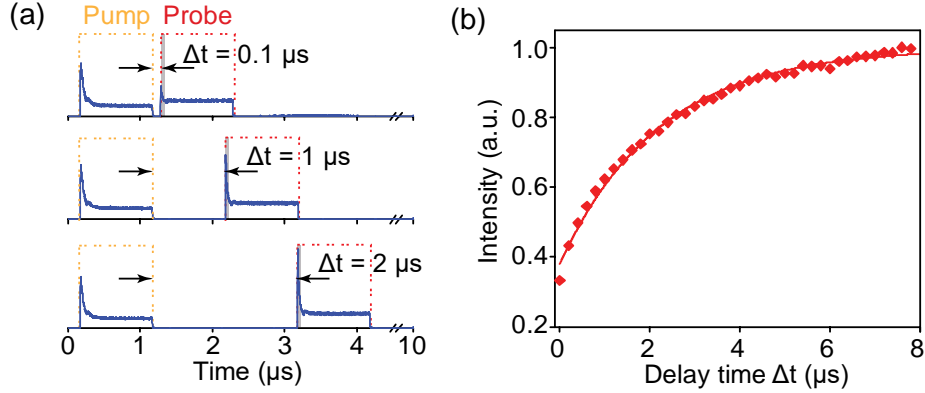 (a)
Pump Probe
Δt = 0.1 μs
Δt = 1 μs
Δt = 2 μs
0 1 2 3 4 10
Time (μs)
(b)
1.0
0.8
0.6
0.4
0.2
Intensity (a.u.)
0 2 4 6 8
Delay time Δt (μs)